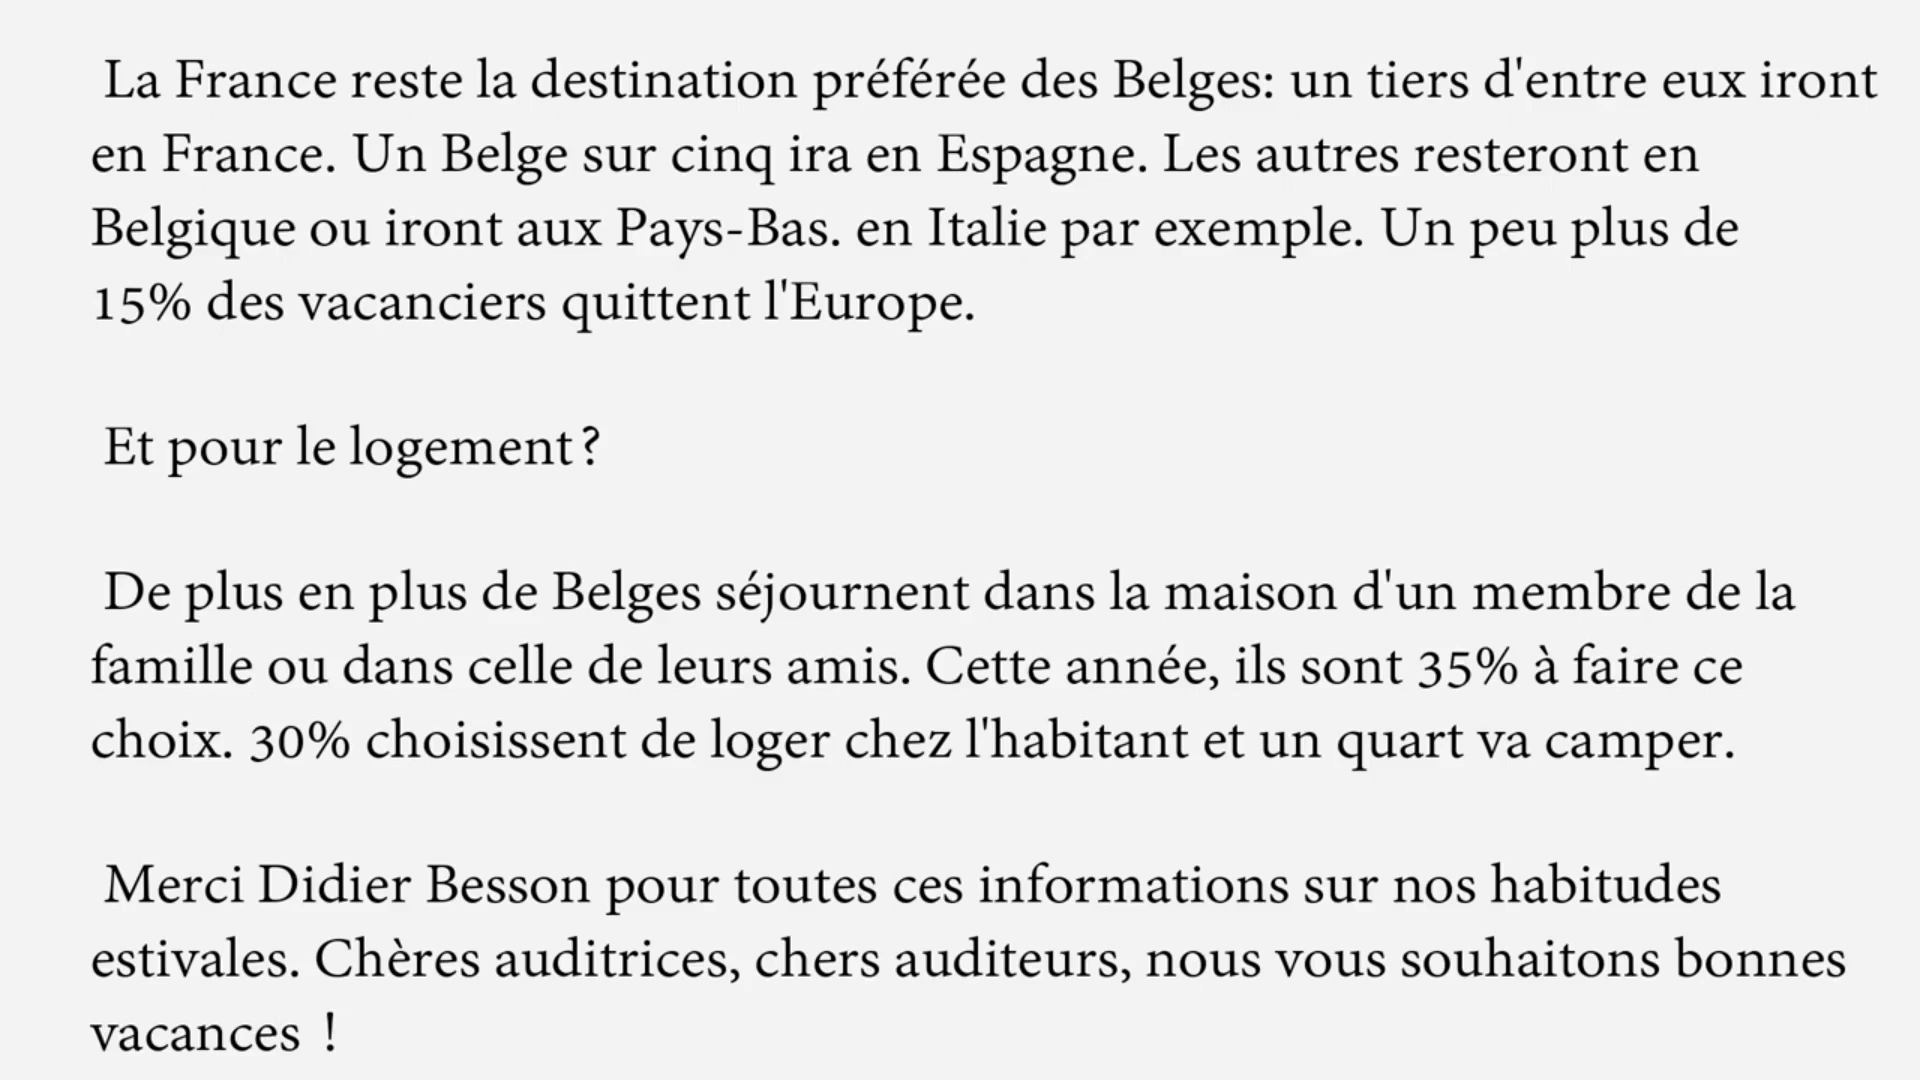 La France reste la destination préférée des Belges: un tiers d'entre eux iront
en France. Un Belge sur cinq ira en Espagne. Les autres resteront en
Belgique ou iront aux Pays-Bas. en Italie par exemple. Un peu plus de
15% des vacanciers quittent l'Europe.
Et pour le logement?
De plus en plus de Belges séjournent dans la maison d'un membre de la
famille ou dans celle de leurs amis. Cette année, ils sont 35% à faire ce
choix. 30% choisissent de loger chez l'habitant et un quart va camper.
Merci Didier Besson pour toutes ces informations sur nos habitudes
estivales. Chères auditrices, chers auditeurs, nous vous souhaitons bonnes
vacances !